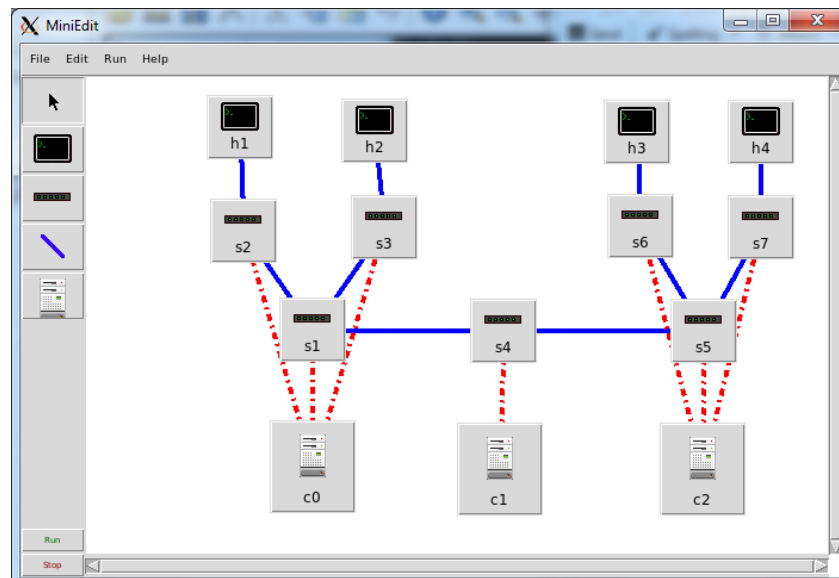 MiniEdit
File Edit Run Help
h1 h2 h3 h4
s2 s3 s6 s7
s1 s4 s5
c0 c1 c2
Run
Stop